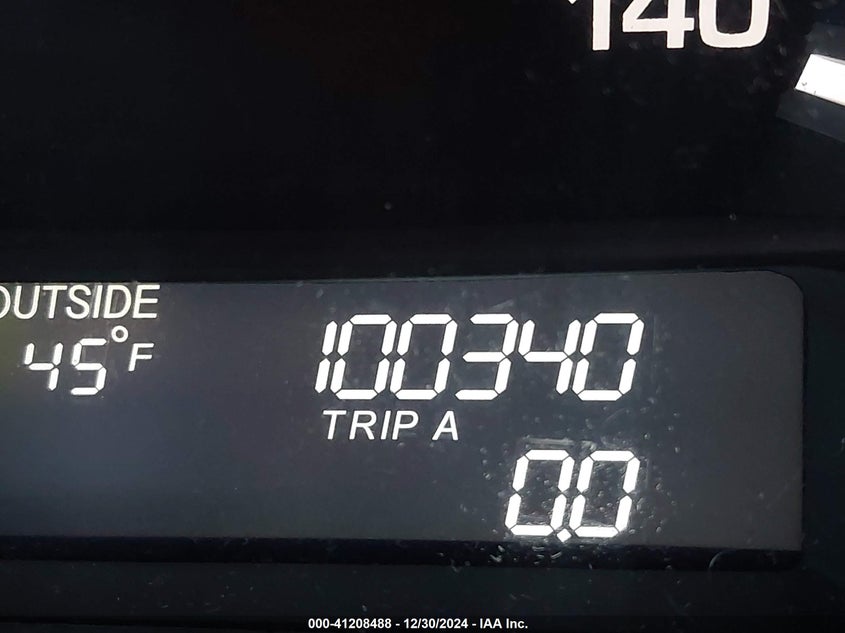 140
OUTSIDE
45°F
100340
TRIP A
0.0
000-41208488 - 12/30/2024 - IAA Inc.